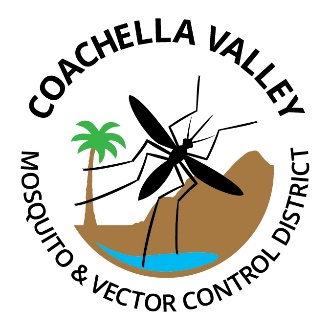 COACHELLA VALLEY
MOSQUITO & VECTOR CONTROL DISTRICT